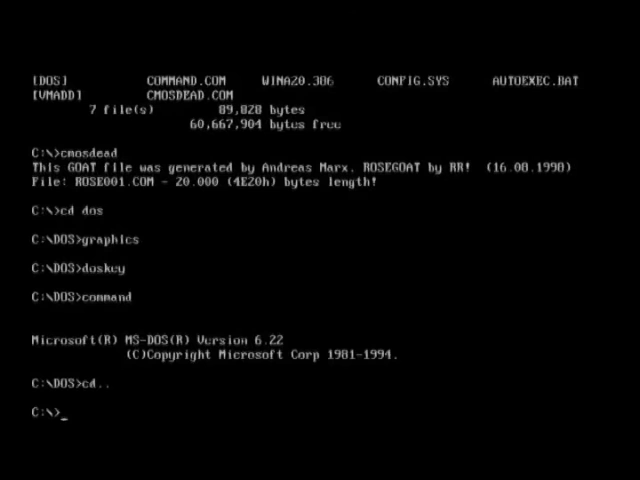 [DOS] COMMAND.COM WINA20.386 CONFIG.SYS AUTOEXEC.BAT
[VMADD] CMOSDEAD.COM
7 file(s) 89,828 bytes
60,667,904 bytes free
C:\>cmosdead
This GOAT file was generated by Andreas Marx, ROSEGOAT by RR! (16.08.1998)
File: ROSE001.COM - 20.000 (4E20h) bytes length!
C:\>cd dos
C:\DOS>graphics
C:\DOS>doskey
C:\DOS>command
Microsoft(R) MS-DOS(R) Version 6.22
(C)Copyright Microsoft Corp 1981-1994.
C:\DOS>cd..
C:\>_